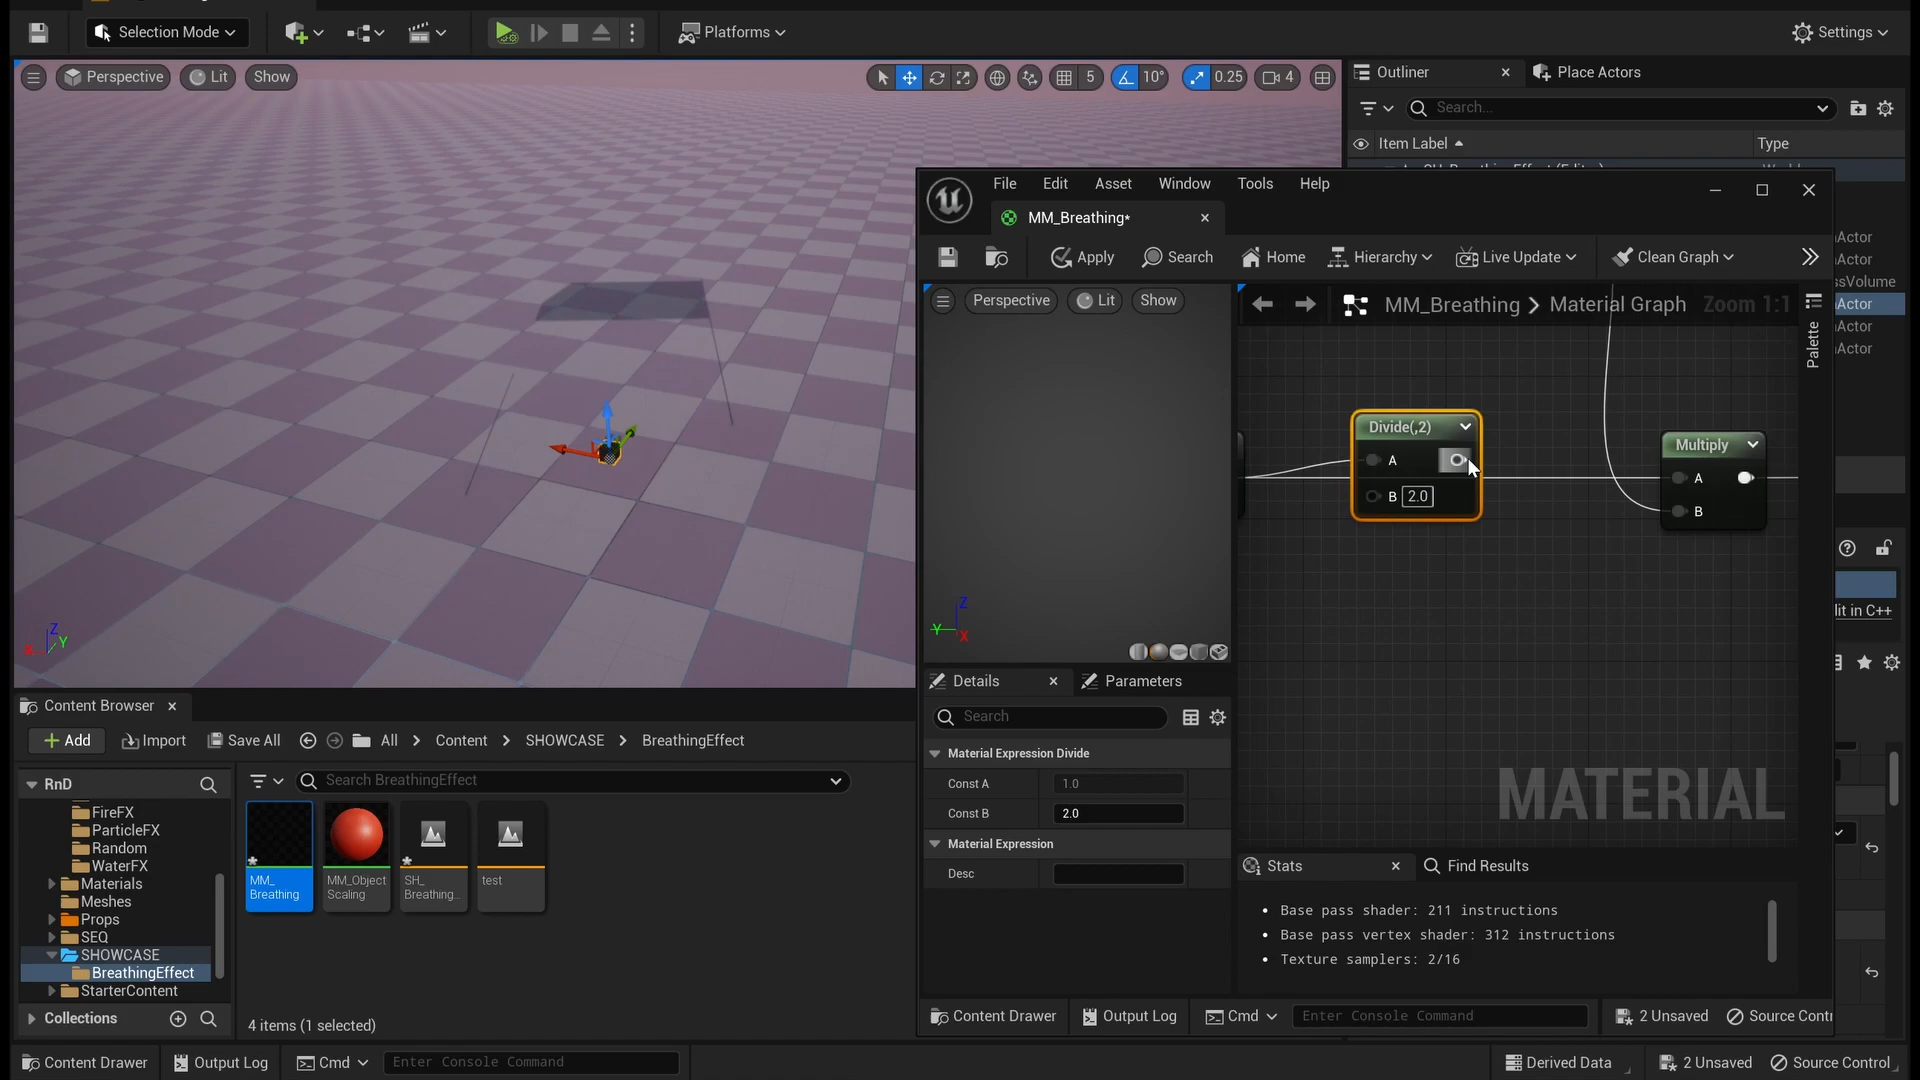 Selection Mode
Platforms
Settings
Perspective
Lit
Show
5
10°
0.25
4
Outliner
Place Actors
Search...
Item Label
Type
File
Edit
Asset
Window
Tools
Help
MM_Breathing*
Apply
Search
Home
Hierarchy
Live Update
Clean Graph
Perspective
Lit
Show
MM_Breathing
Material Graph
Zoom 1:1
Palette
Actor
Actor
ssVolume
Actor
Actor
Actor
Divide(,2)
A
B
2.0
Multiply
A
B
MATERIAL
lit in C++
Z
Y
X
Z
Y
X
Details
Parameters
Search
Material Expression Divide
Const A
1.0
Const B
2.0
Material Expression
Desc
Stats
Find Results
Base pass shader: 211 instructions
Base pass vertex shader: 312 instructions
Texture samplers: 2/16
Content Drawer
Output Log
Cmd
Enter Console Command
2 Unsaved
Source Contr
Content Browser
Add
Import
Save All
All
Content
SHOWCASE
BreathingEffect
RnD
Search BreathingEffect
FireFX
ParticleFX
Random
WaterFX
Materials
Meshes
Props
SEQ
SHOWCASE
BreathingEffect
StarterContent
Collections
MM_
Breathing
MM_Object
Scaling
SH_
Breathing...
test
4 items (1 selected)
Content Drawer
Output Log
Cmd
Enter Console Command
Derived Data
2 Unsaved
Source Control